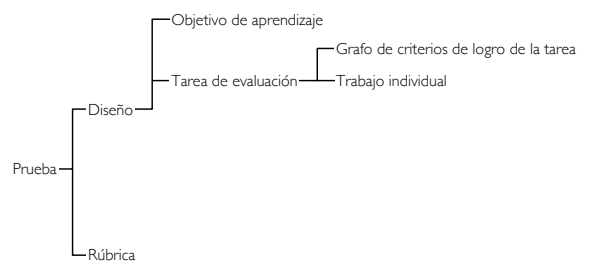 Objetivo de aprendizaje
Grafo de criterios de logro de la tarea
Tarea de evaluación
Trabajo individual
Diseño
Prueba
Rúbrica